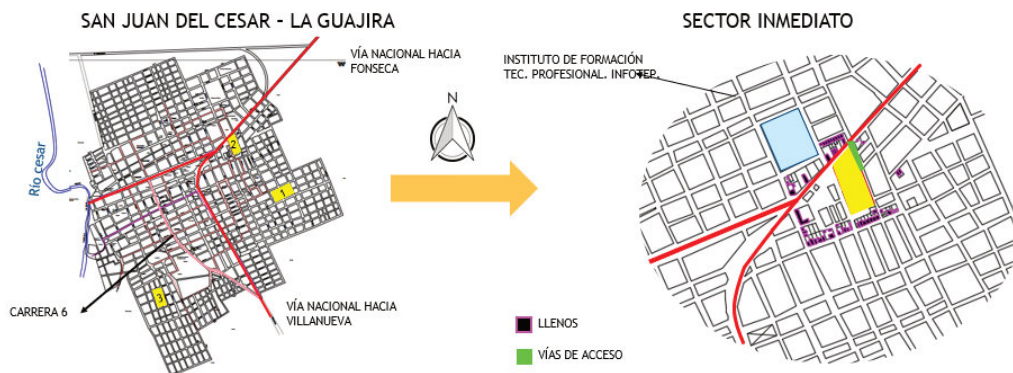 SAN JUAN DEL CESAR - LA GUAJIRA
VÍA NACIONAL HACIA
FONSECA
Río cesar
2
1
3
CARRERA 6
VÍA NACIONAL HACIA
VILLANUEVA
N
SECTOR INMEDIATO
INSTITUTO DE FORMACIÓN
TEC. PROFESIONAL. INFOTEP.
LLENOS
VÍAS DE ACCESO